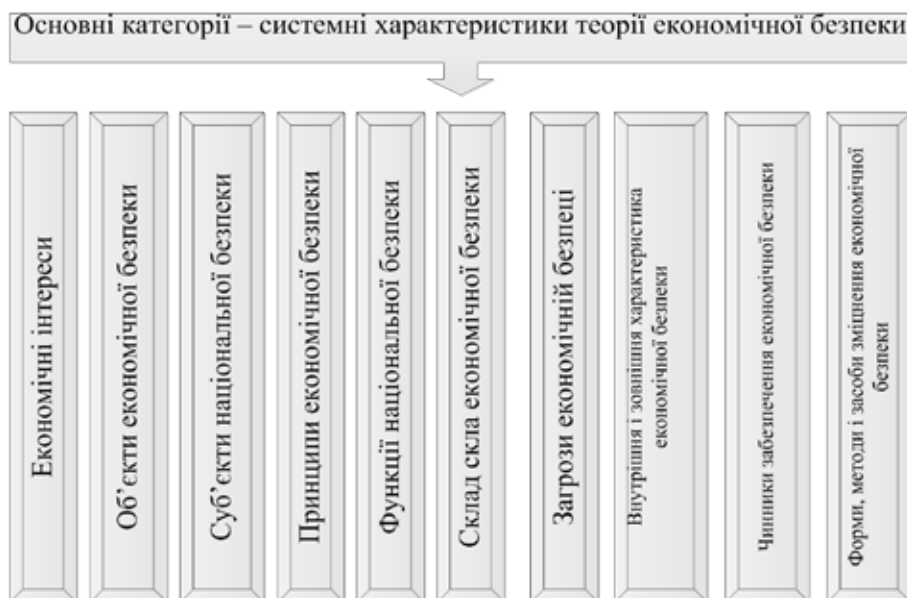 Основні категорії – системні характеристики теорії економічної безпеки
Економічні інтереси
Об’єкти економічної безпеки
Суб’єкти національної безпеки
Принципи економічної безпеки
Функції національної безпеки
Склад скла економічної безпеки
Загрози економічній безпеці
Внутрішня і зовнішня характеристика
економічної безпеки
Чинники забезпечення економічної безпеки
Форми, методи і засоби зміцнення економічної
безпеки